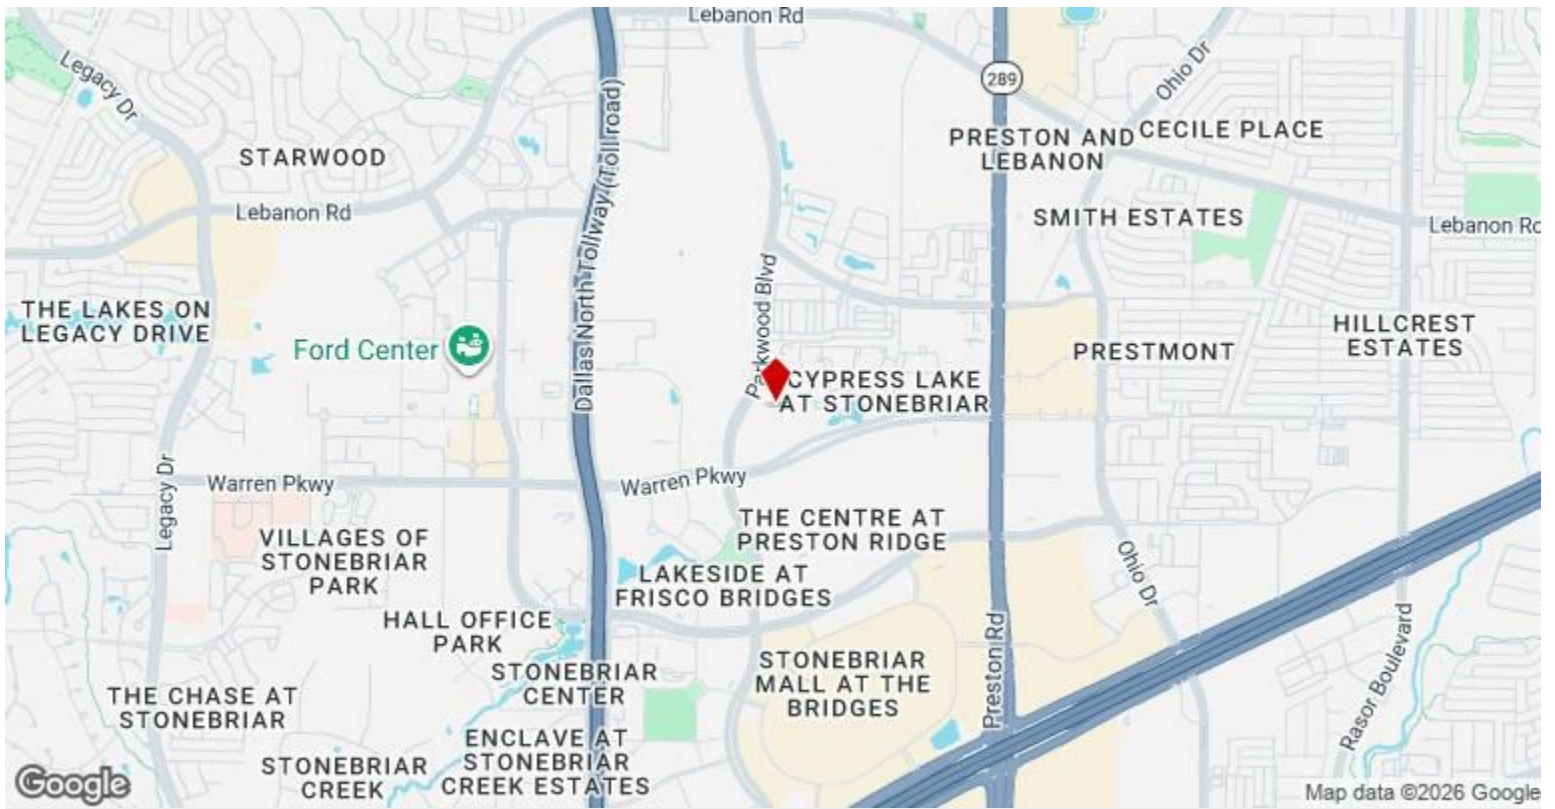 Lebanon Rd
Legacy Dr
289
Ohio Dr
STARWOOD
PRESTON AND
LEBANON
CECILE PLACE
Dallas North Tollway (Toll road)
Lebanon Rd
SMITH ESTATES
Lebanon Rd
THE LAKES ON
LEGACY DRIVE
Ford Center
Parkwood Blvd
PRESTMONT
HILLCREST
ESTATES
CYPRESS LAKE
AT STONEBRIAR
Legacy Dr
Warren Pkwy
Warren Pkwy
VILLAGES OF
STONEBRIAR
PARK
THE CENTRE AT
PRESTON RIDGE
LAKESIDE AT
FRISCO BRIDGES
Ohio Dr
HALL OFFICE
PARK
STONEBRIAR
CENTER
STONEBRIAR
MALL AT THE
BRIDGES
Preston Rd
Rasor Boulevard
THE CHASE AT
STONEBRIAR
STONEBRIAR
CREEK
ENCLAVE AT
STONEBRIAR
CREEK ESTATES
Google
Map data ©2026 Google